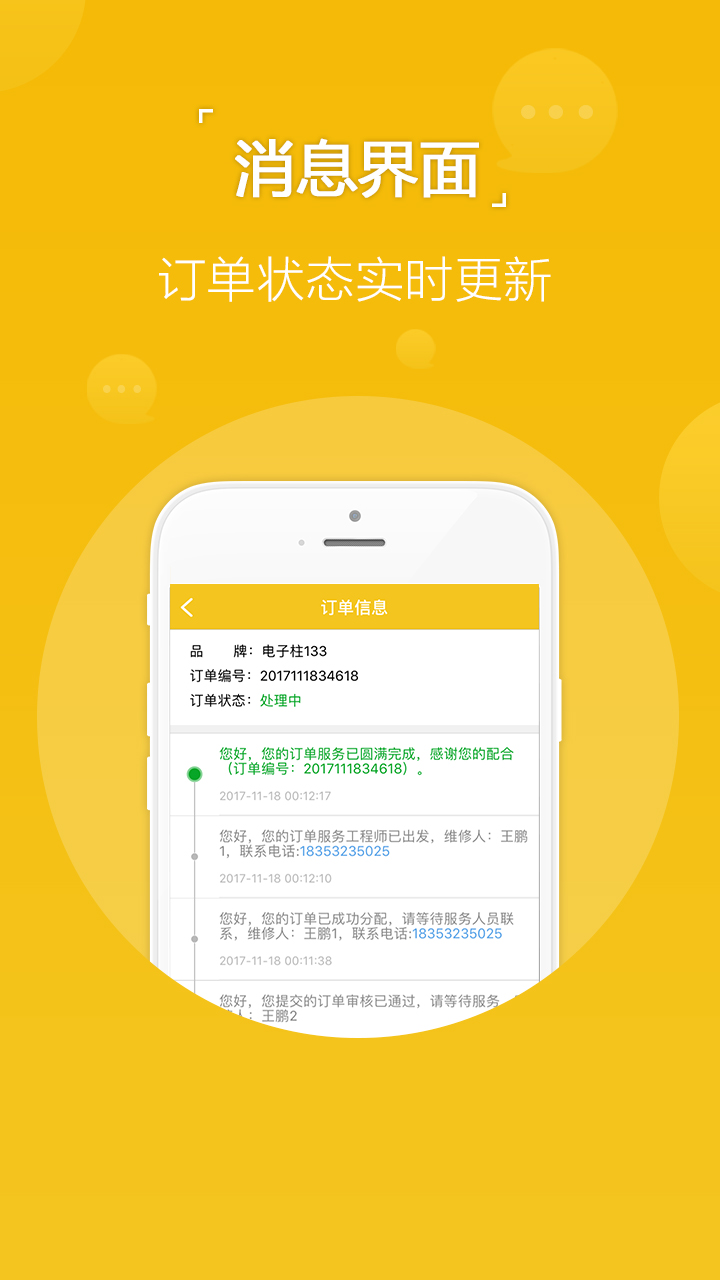 消息界面
订单状态实时更新
订单信息
品　　牌：电子柱133
订单编号：2017111834618
订单状态：处理中
您好，您的订单服务已圆满完成，感谢您的配合
（订单编号：2017111834618）。
2017-11-18 00:12:17
您好，您的订单服务工程师已出发，维修人：王鹏
1，联系电话:18353235025
2017-11-18 00:12:10
您好，您的订单已成功分配，请等待服务人员联
系，维修人：王鹏1，联系电话:18353235025
2017-11-18 00:11:38
您好，您提交的订单审核已通过，请等待服务，
人：王鹏2